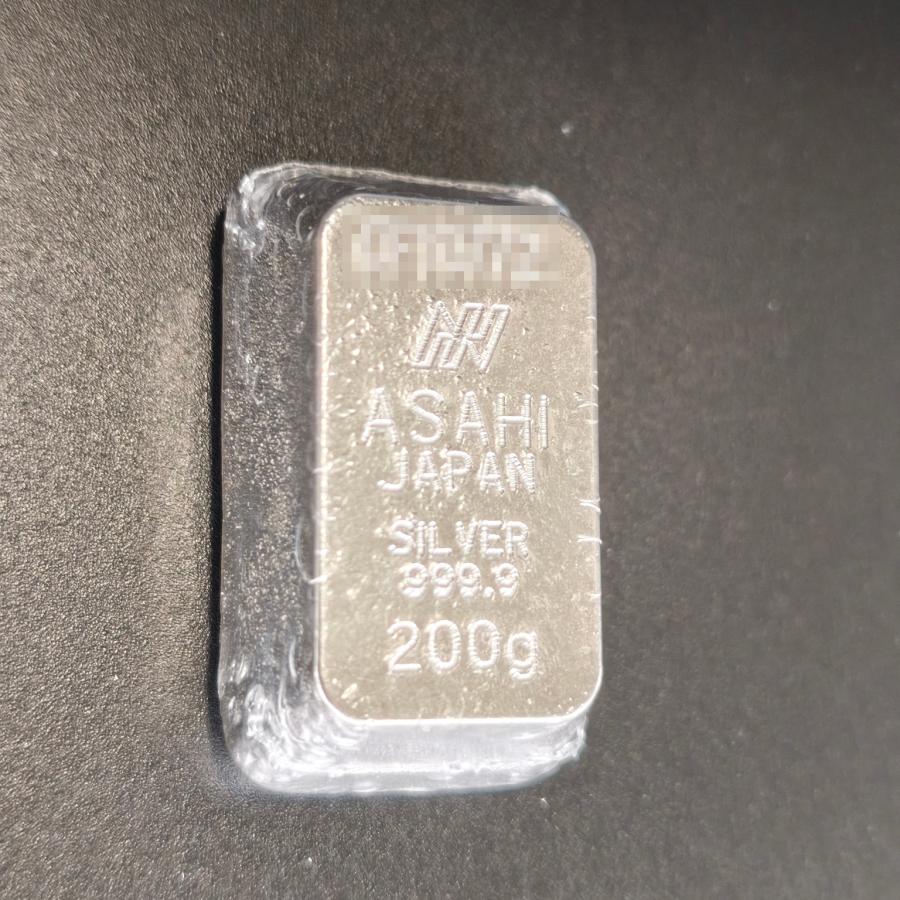 ASAHI
JAPAN
SILVER
999.9
200g